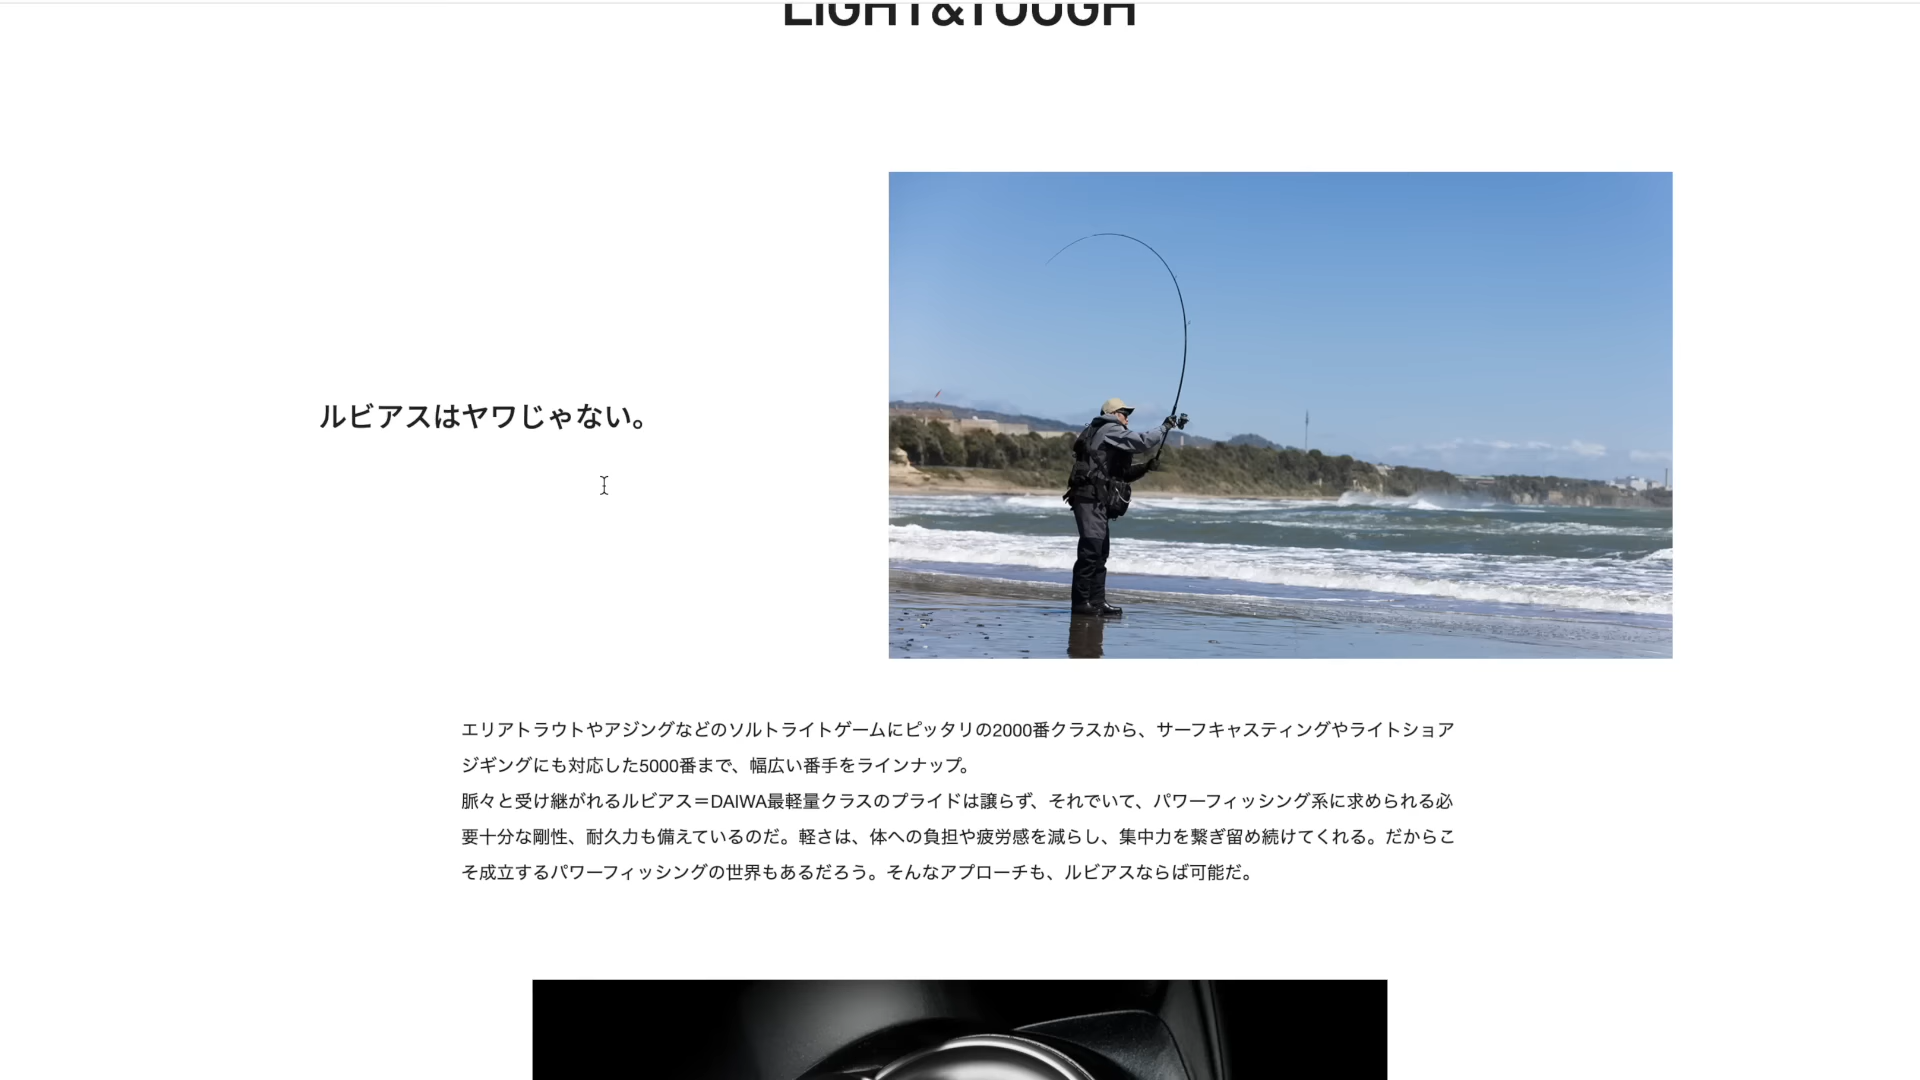 LIGHT&TOUGH
ルビアスはヤワじゃない。
エリアトラウトやアジングなどのソルトライトゲームにピッタリの2000番クラスから、サーフキャスティングやライトショア
ジギングにも対応した5000番まで、幅広い番手をラインナップ。
脈々と受け継がれるルビアス＝DAIWA最軽量クラスのプライドは譲らず、それでいて、パワーフィッシング系に求められる必
要十分な剛性、耐久力も備えているのだ。軽さは、体への負担や疲労感を減らし、集中力を繋ぎ留め続けてくれる。だからこ
そ成立するパワーフィッシングの世界もあるだろう。そんなアプローチも、ルビアスならば可能だ。